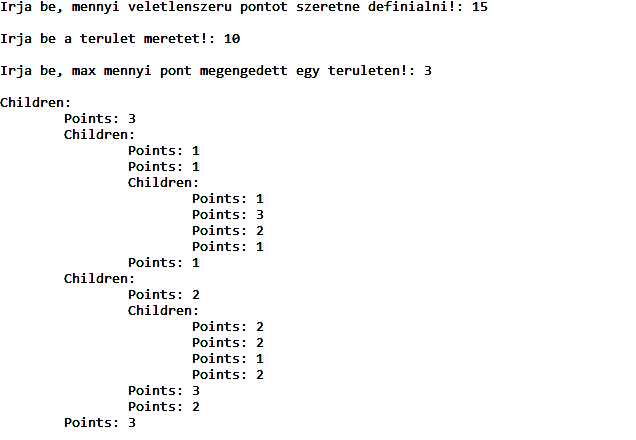 Irja be, mennyi veletlenszeru pontot szeretne definialni!: 15
Irja be a terulet meretet!: 10
Irja be, max mennyi pont megengedett egy teruleten!: 3
Children:
Points: 3
Children:
Points: 1
Points: 1
Children:
Points: 1
Points: 3
Points: 2
Points: 1
Points: 1
Children:
Points: 2
Children:
Points: 2
Points: 2
Points: 1
Points: 2
Points: 3
Points: 2
Points: 3